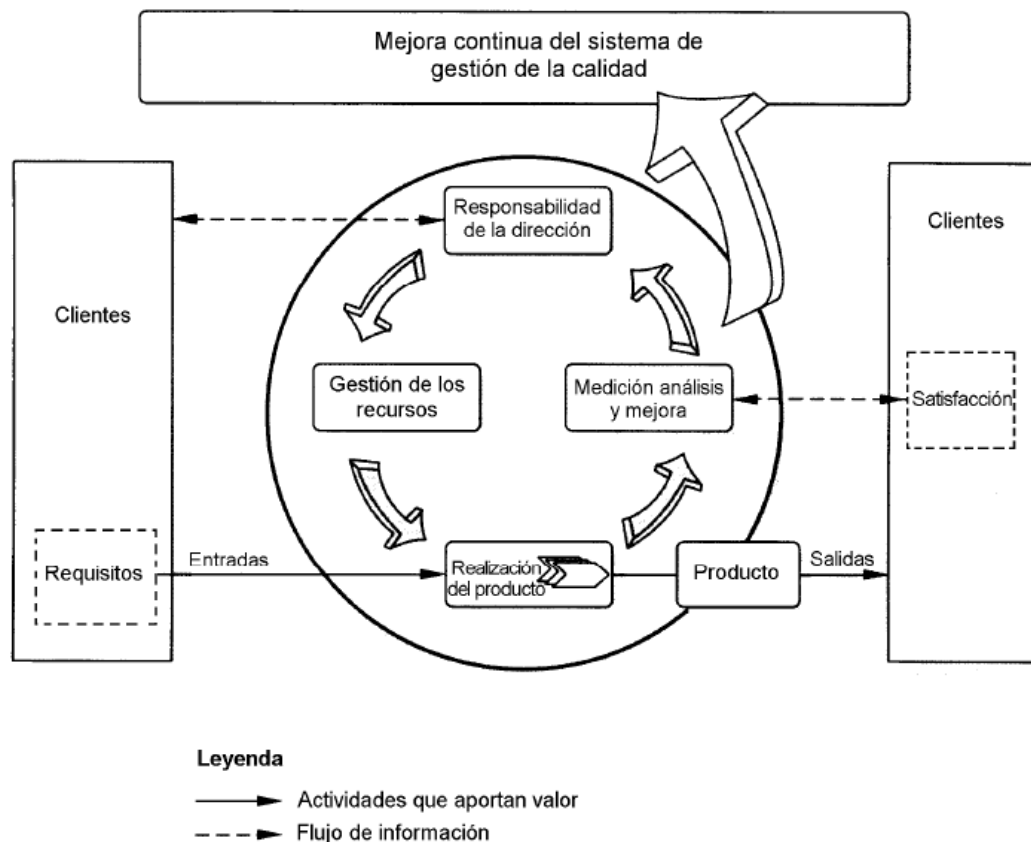 Mejora continua del sistema de
gestión de la calidad
Responsabilidad
de la dirección
Clientes
Clientes
Gestión de los
recursos
Medición análisis
y mejora
Satisfacción
Requisitos
Entradas
Realización
del producto
Producto
Salidas
Leyenda
Actividades que aportan valor
Flujo de información